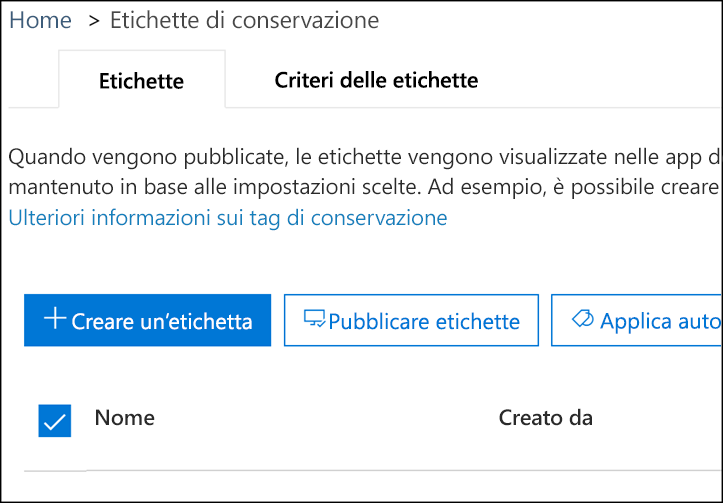 Home > Etichette di conservazione
Etichette Criteri delle etichette
Quando vengono pubblicate, le etichette vengono visualizzate nelle app d
mantenuto in base alle impostazioni scelte. Ad esempio, è possibile creare
Ulteriori informazioni sui tag di conservazione
Creare un'etichetta Pubblicare etichette Applica auto
Nome Creato da